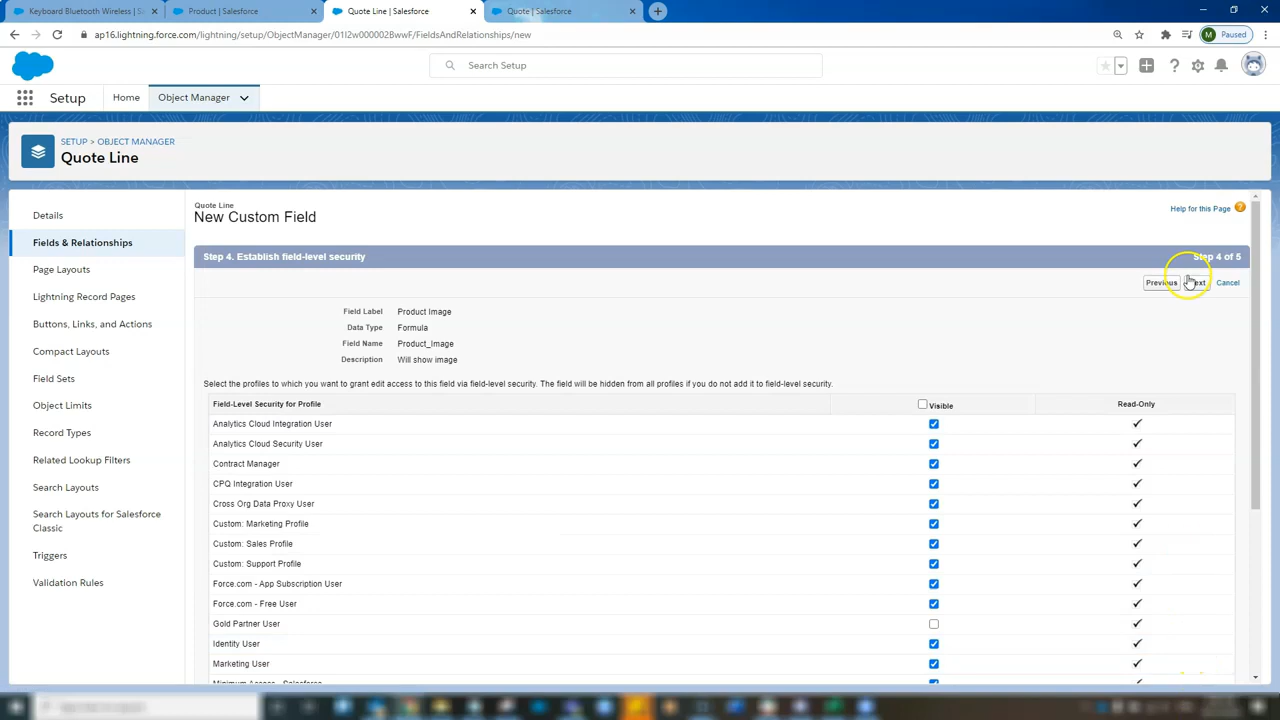 Keyboard Bluetooth Wireless | S
Product | Salesforce
Quote Line | Salesforce
Quote | Salesforce
ap16.lightning.force.com/lightning/setup/ObjectManager/01I2w000002BwwF/FieldsAndRelationships/new
M
Paused
Search Setup
Setup
Home
Object Manager
SETUP > OBJECT MANAGER
Quote Line
Details
Fields & Relationships
Page Layouts
Lightning Record Pages
Buttons, Links, and Actions
Compact Layouts
Field Sets
Object Limits
Record Types
Related Lookup Filters
Search Layouts
Search Layouts for Salesforce
Classic
Triggers
Validation Rules
Quote Line
New Custom Field
Help for this Page
Step 4. Establish field-level security
Step 4 of 5
Previous
Next
Cancel
Field Label Product Image
Data Type Formula
Field Name Product_Image
Description Will show image
Select the profiles to which you want to grant edit access to this field via field-level security. The field will be hidden from all profiles if you do not add it to field-level security.
Field-Level Security for Profile Visible Read-Only
Analytics Cloud Integration User
Analytics Cloud Security User
Contract Manager
CPQ Integration User
Cross Org Data Proxy User
Custom: Marketing Profile
Custom: Sales Profile
Custom: Support Profile
Force.com - App Subscription User
Force.com - Free User
Gold Partner User
Identity User
Marketing User
Minimum Access - Salesforce